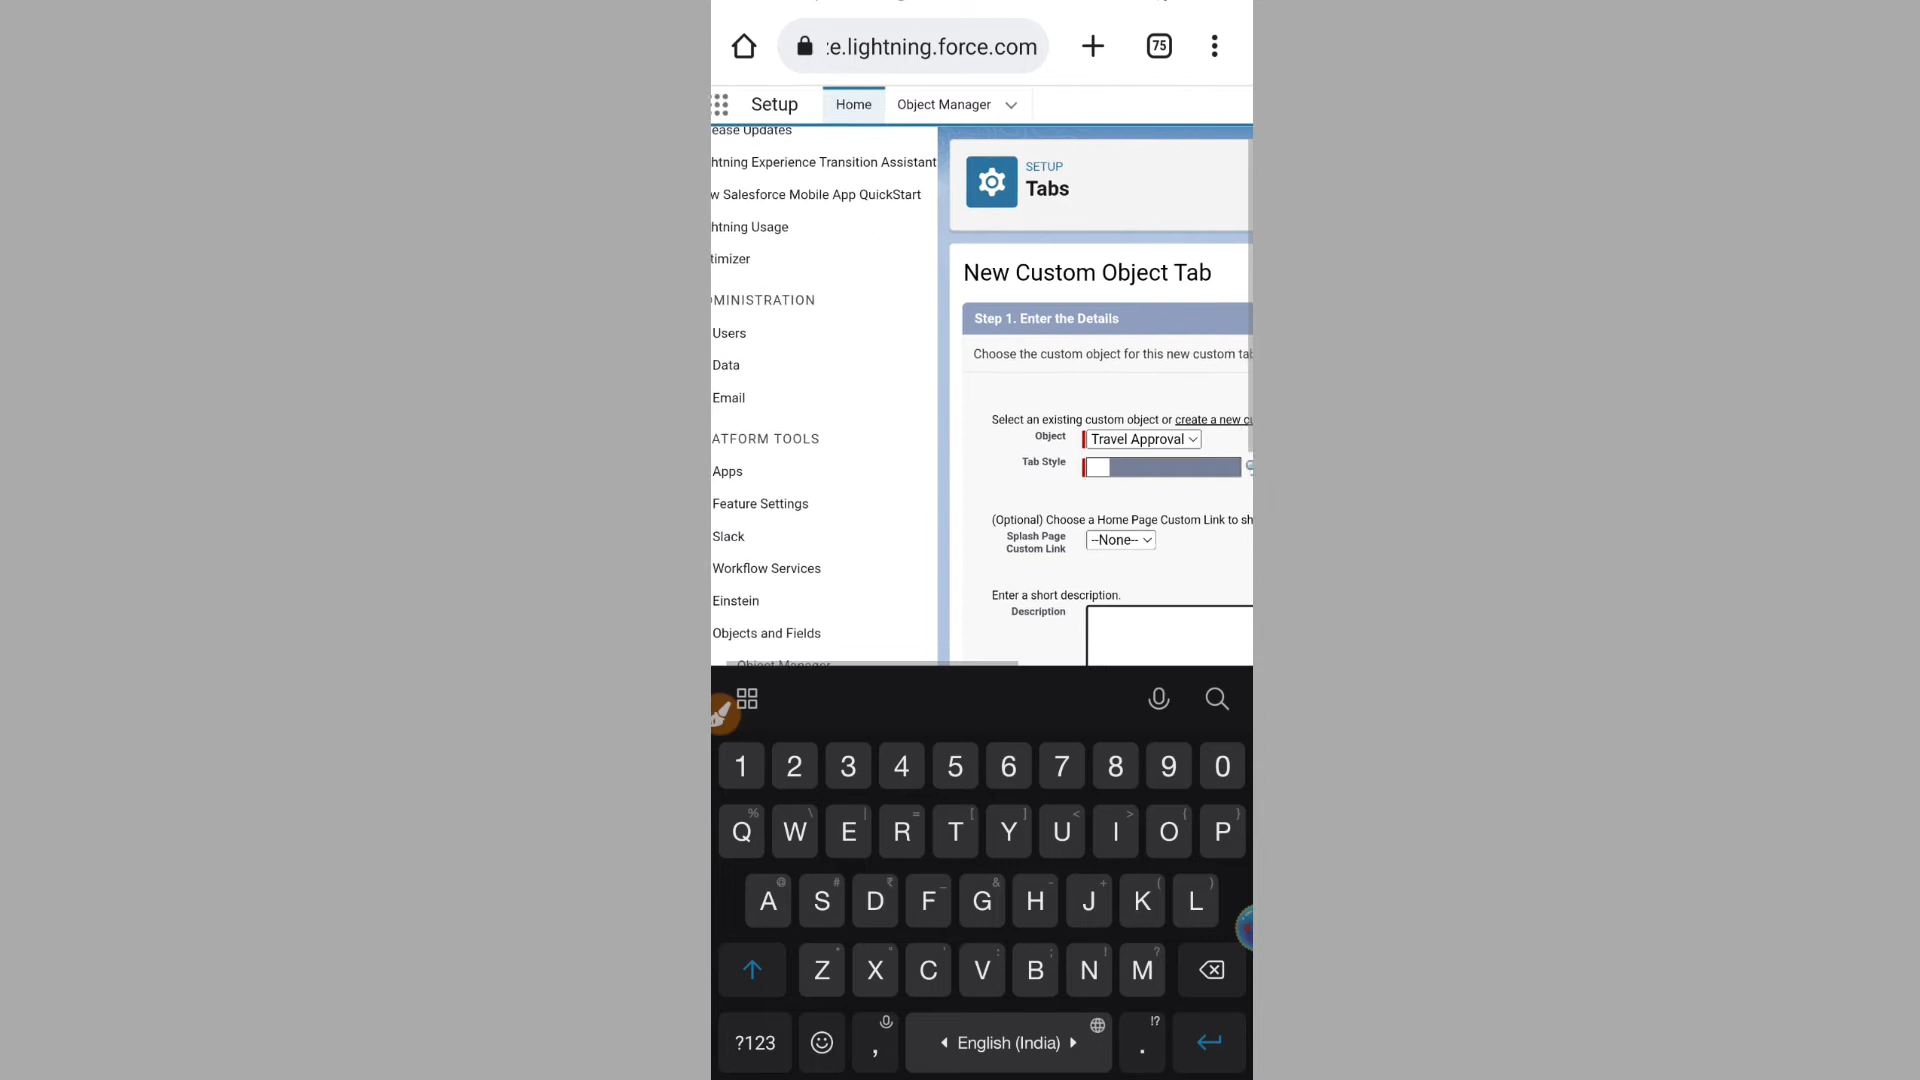 :e.lightning.force.com
75
Setup
Home
Object Manager
ease Updates
htning Experience Transition Assistant
w Salesforce Mobile App QuickStart
htning Usage
timizer
MINISTRATION
Users
Data
Email
ATFORM TOOLS
Apps
Feature Settings
Slack
Workflow Services
Einstein
Objects and Fields
Object Manager
SETUP
Tabs
New Custom Object Tab
Step 1. Enter the Details
Choose the custom object for this new custom tab
Select an existing custom object or create a new cu
Object
Travel Approval
Tab Style
(Optional) Choose a Home Page Custom Link to sh
Splash Page
Custom Link
--None--
Enter a short description.
Description
1 2 3 4 5 6 7 8 9 0
% \ | = [ ] < > { }
Q W E R T Y U I O P
@ # ₹ _ & - + ( )
A S D F G H J K L
* " ' : ; ! ?
Z X C V B N M
?123 , English (India) . !?